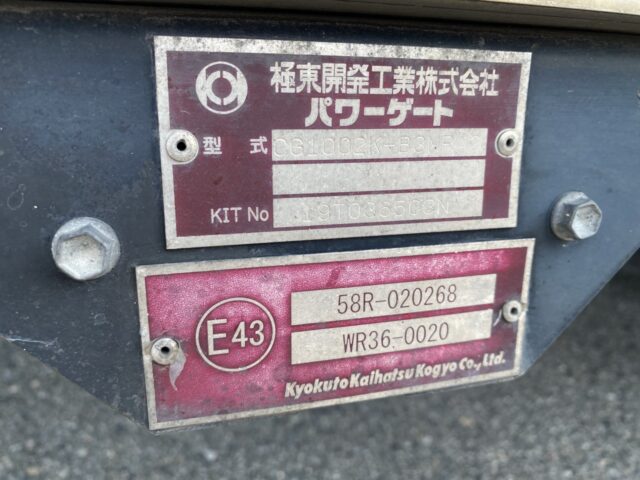 極東開発工業株式会社
パワーゲート
型式
KIT No
E43
58R-020268
WR36-0020
Kyokuto Kaihatsu Kogyo Co., Ltd.